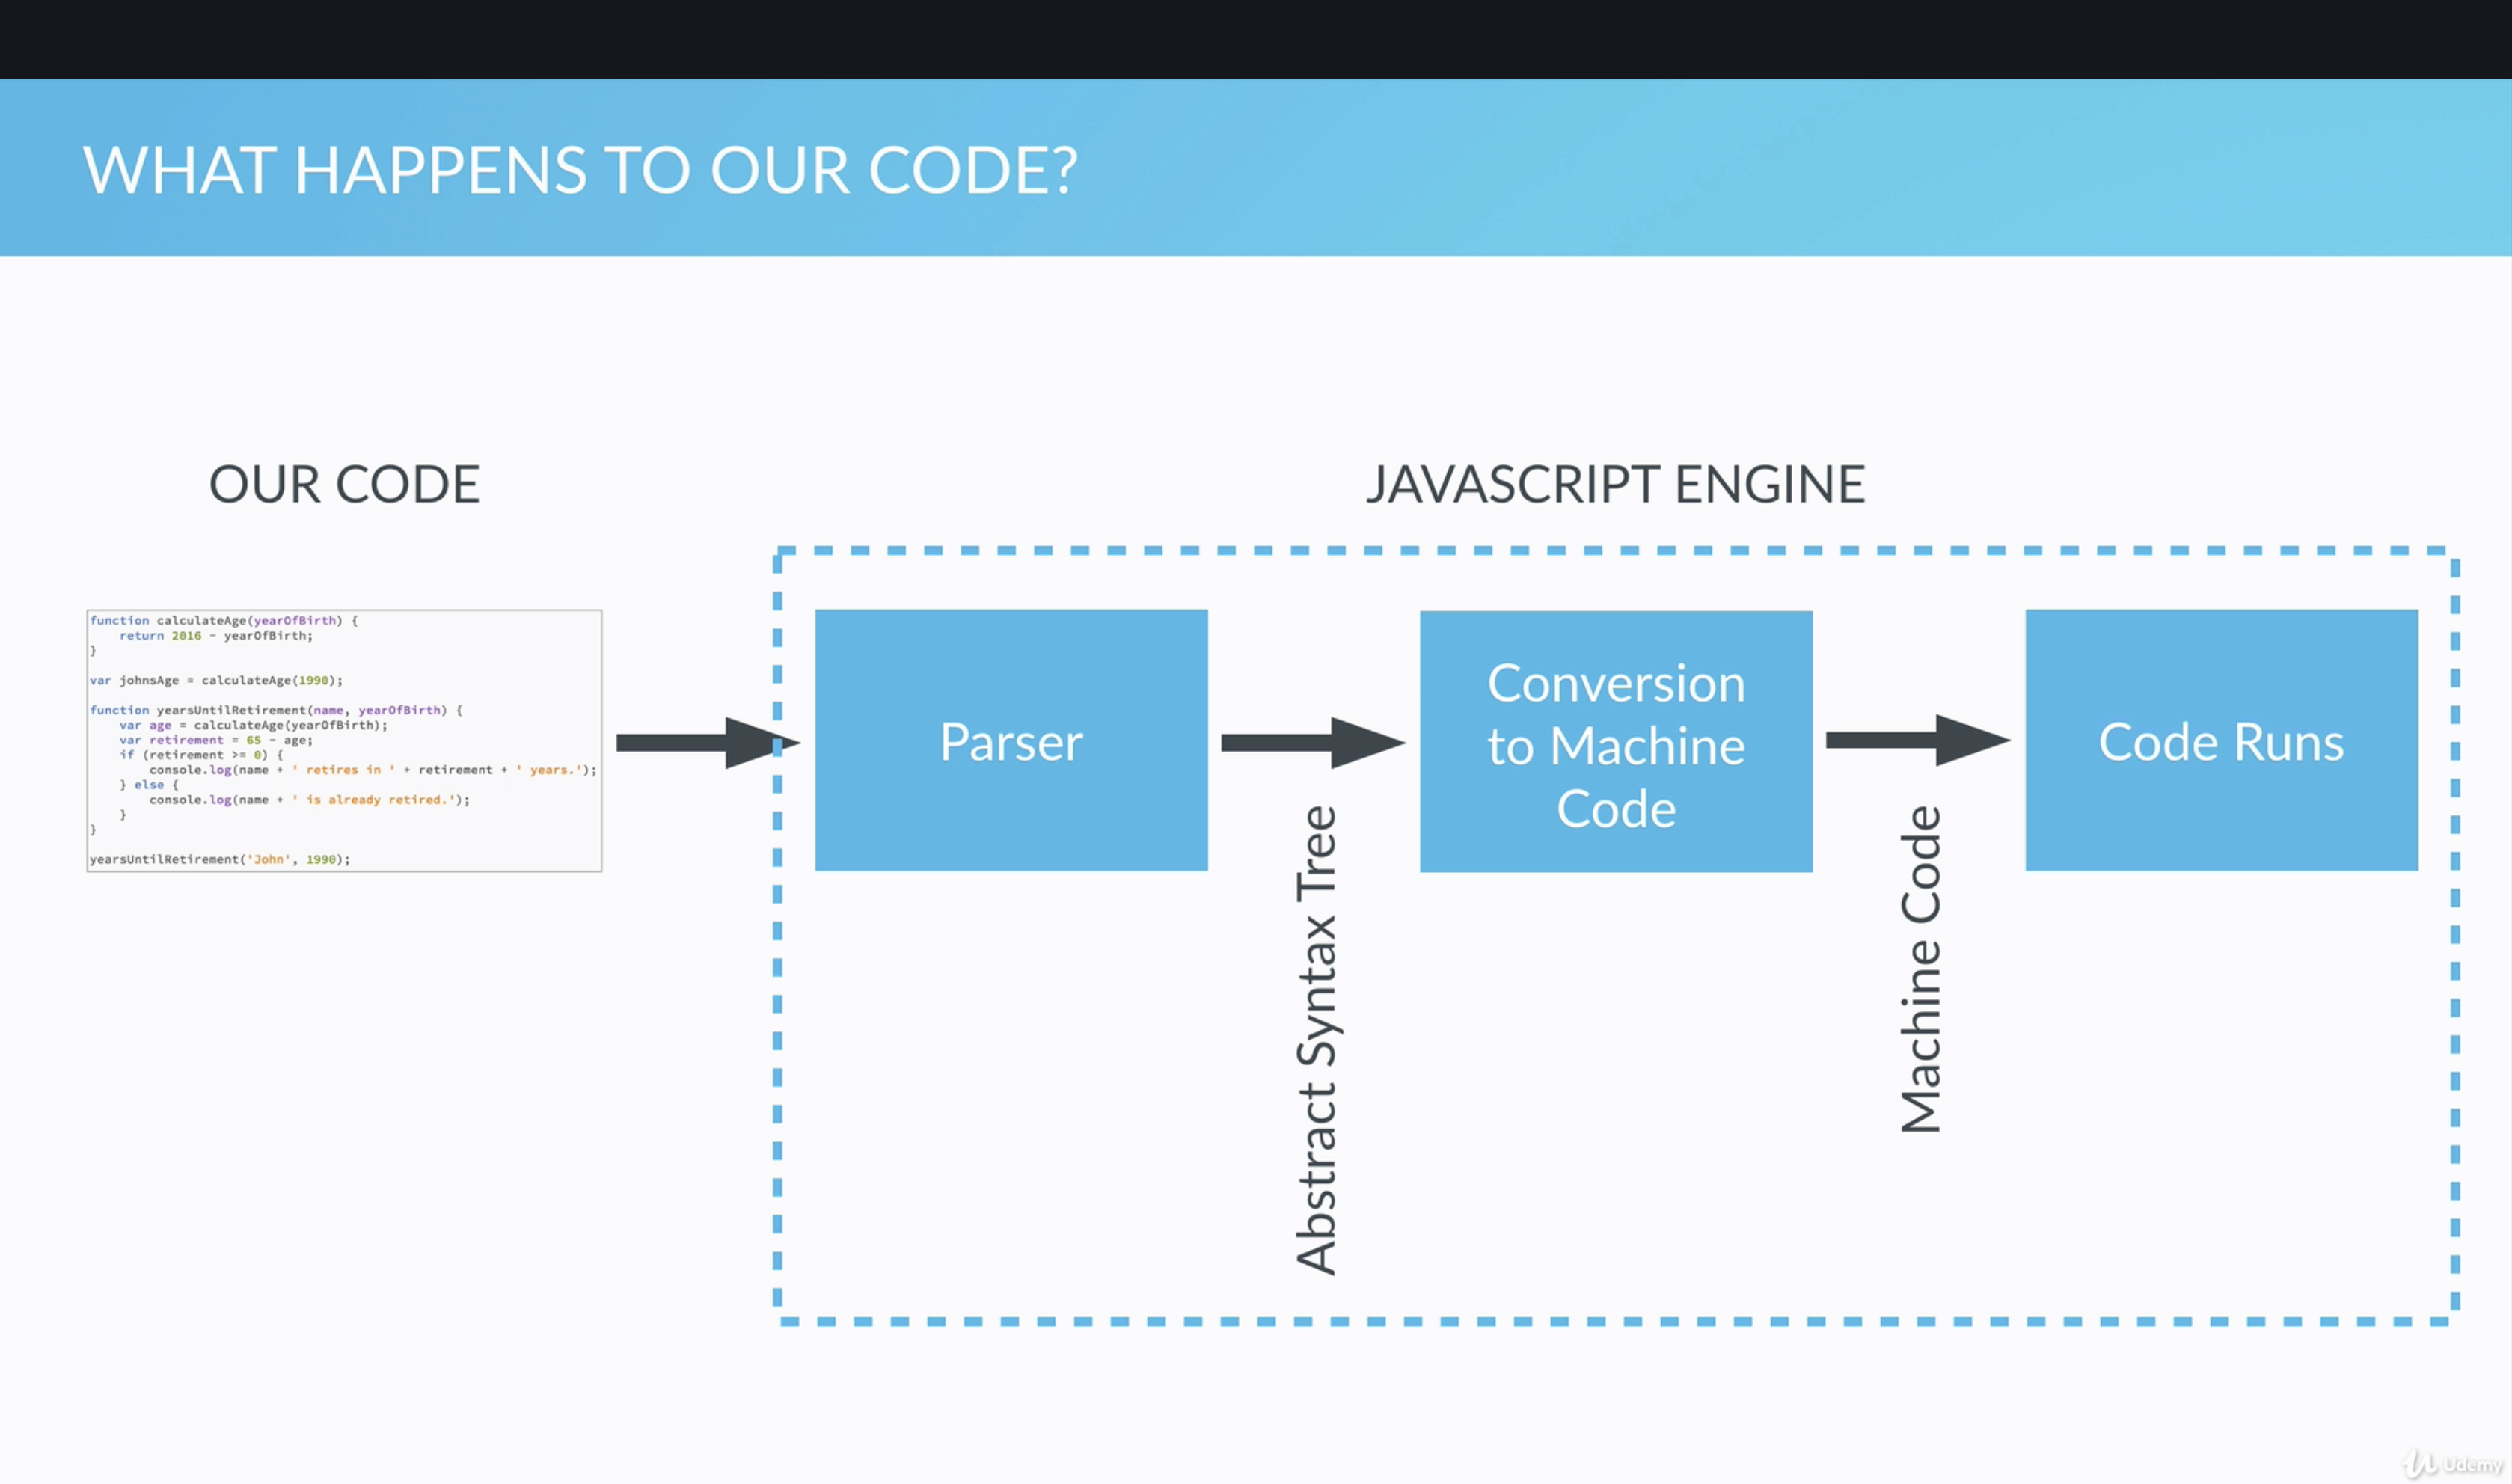 WHAT HAPPENS TO OUR CODE?
OUR CODE
function calculateAge(yearOfBirth) {
    return 2016 - yearOfBirth;
}
var johnsAge = calculateAge(1990);
function yearsUntilRetirement(name, yearOfBirth) {
    var age = calculateAge(yearOfBirth);
    var retirement = 65 - age;
    if (retirement >= 0) {
        console.log(name + ' retires in ' + retirement + ' years.');
    } else {
        console.log(name + ' is already retired.');
    }
}
yearsUntilRetirement('John', 1990);
JAVASCRIPT ENGINE
Parser
Abstract Syntax Tree
Conversion
to Machine
Code
Machine Code
Code Runs
Udemy